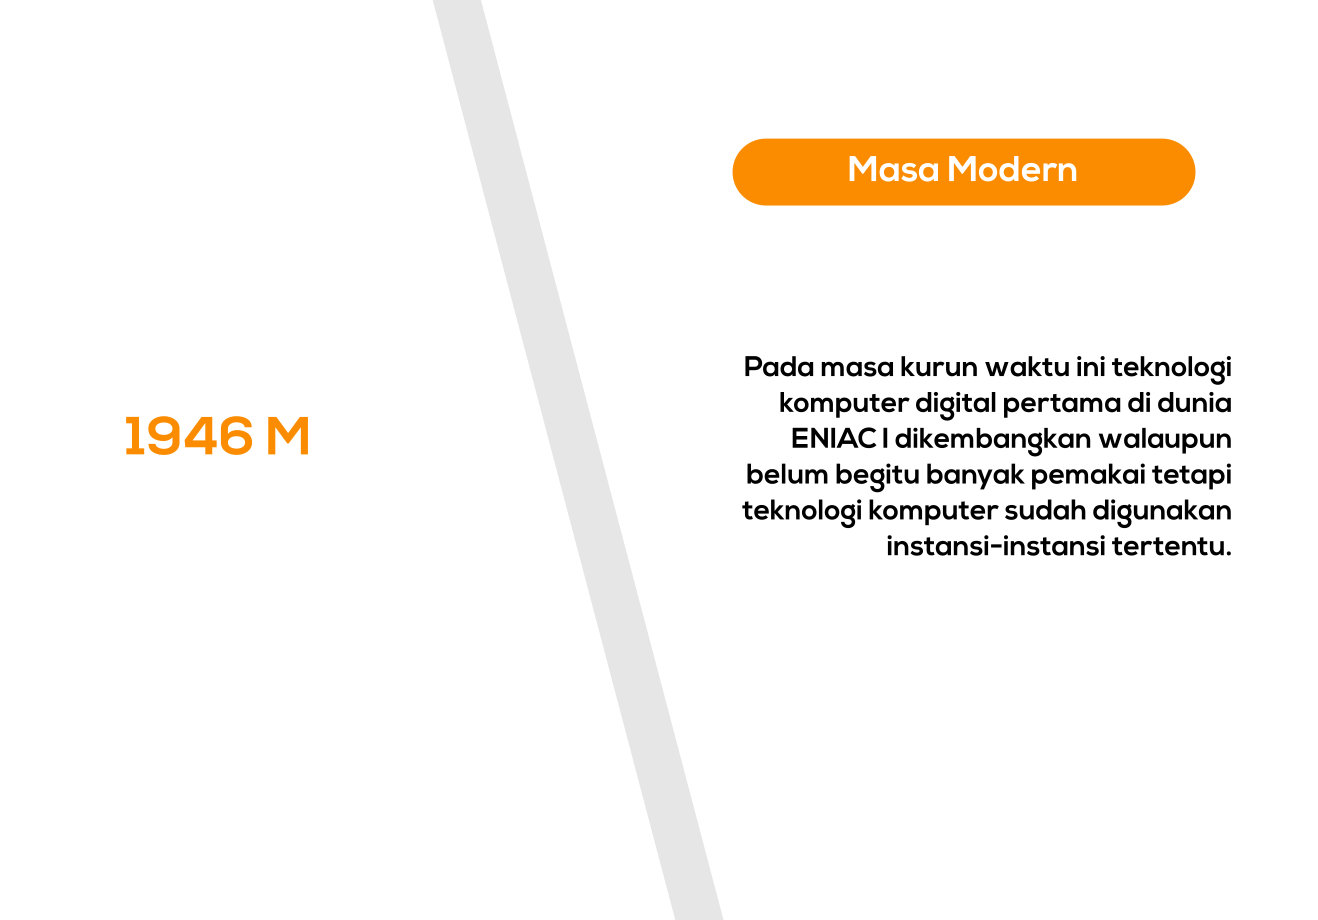 1946 M
Masa Modern
Pada masa kurun waktu ini teknologi
komputer digital pertama di dunia
ENIAC I dikembangkan walaupun
belum begitu banyak pemakai tetapi
teknologi komputer sudah digunakan
instansi-instansi tertentu.